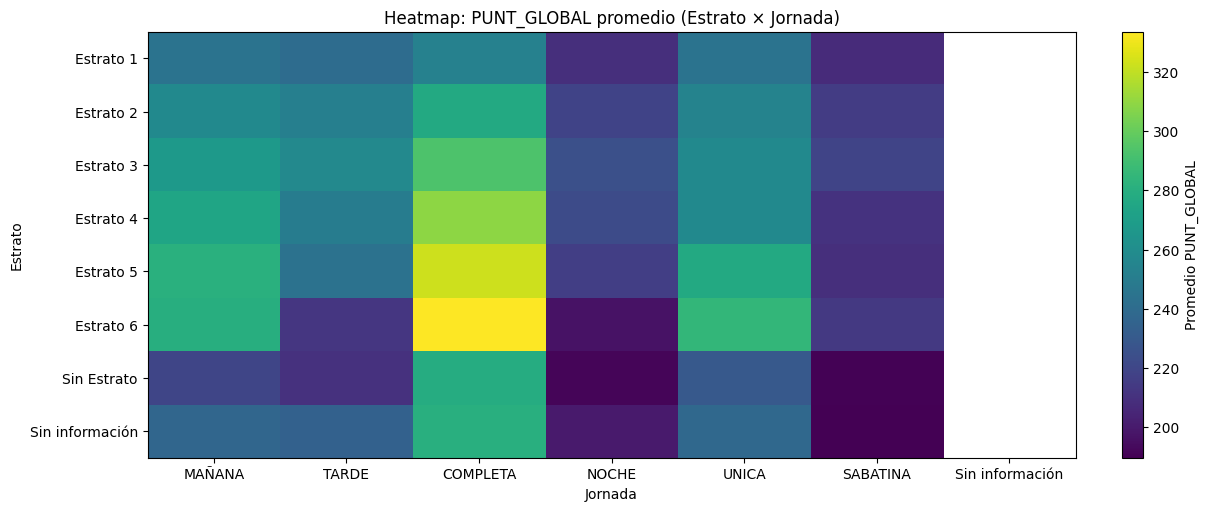 Heatmap: PUNT_GLOBAL promedio (Estrato × Jornada)
Estrato
Estrato 1
Estrato 2
Estrato 3
Estrato 4
Estrato 5
Estrato 6
Sin Estrato
Sin información
MAÑANA TARDE COMPLETA NOCHE UNICA SABATINA Sin información
Jornada
320
300
280
260
240
220
200
Promedio PUNT_GLOBAL